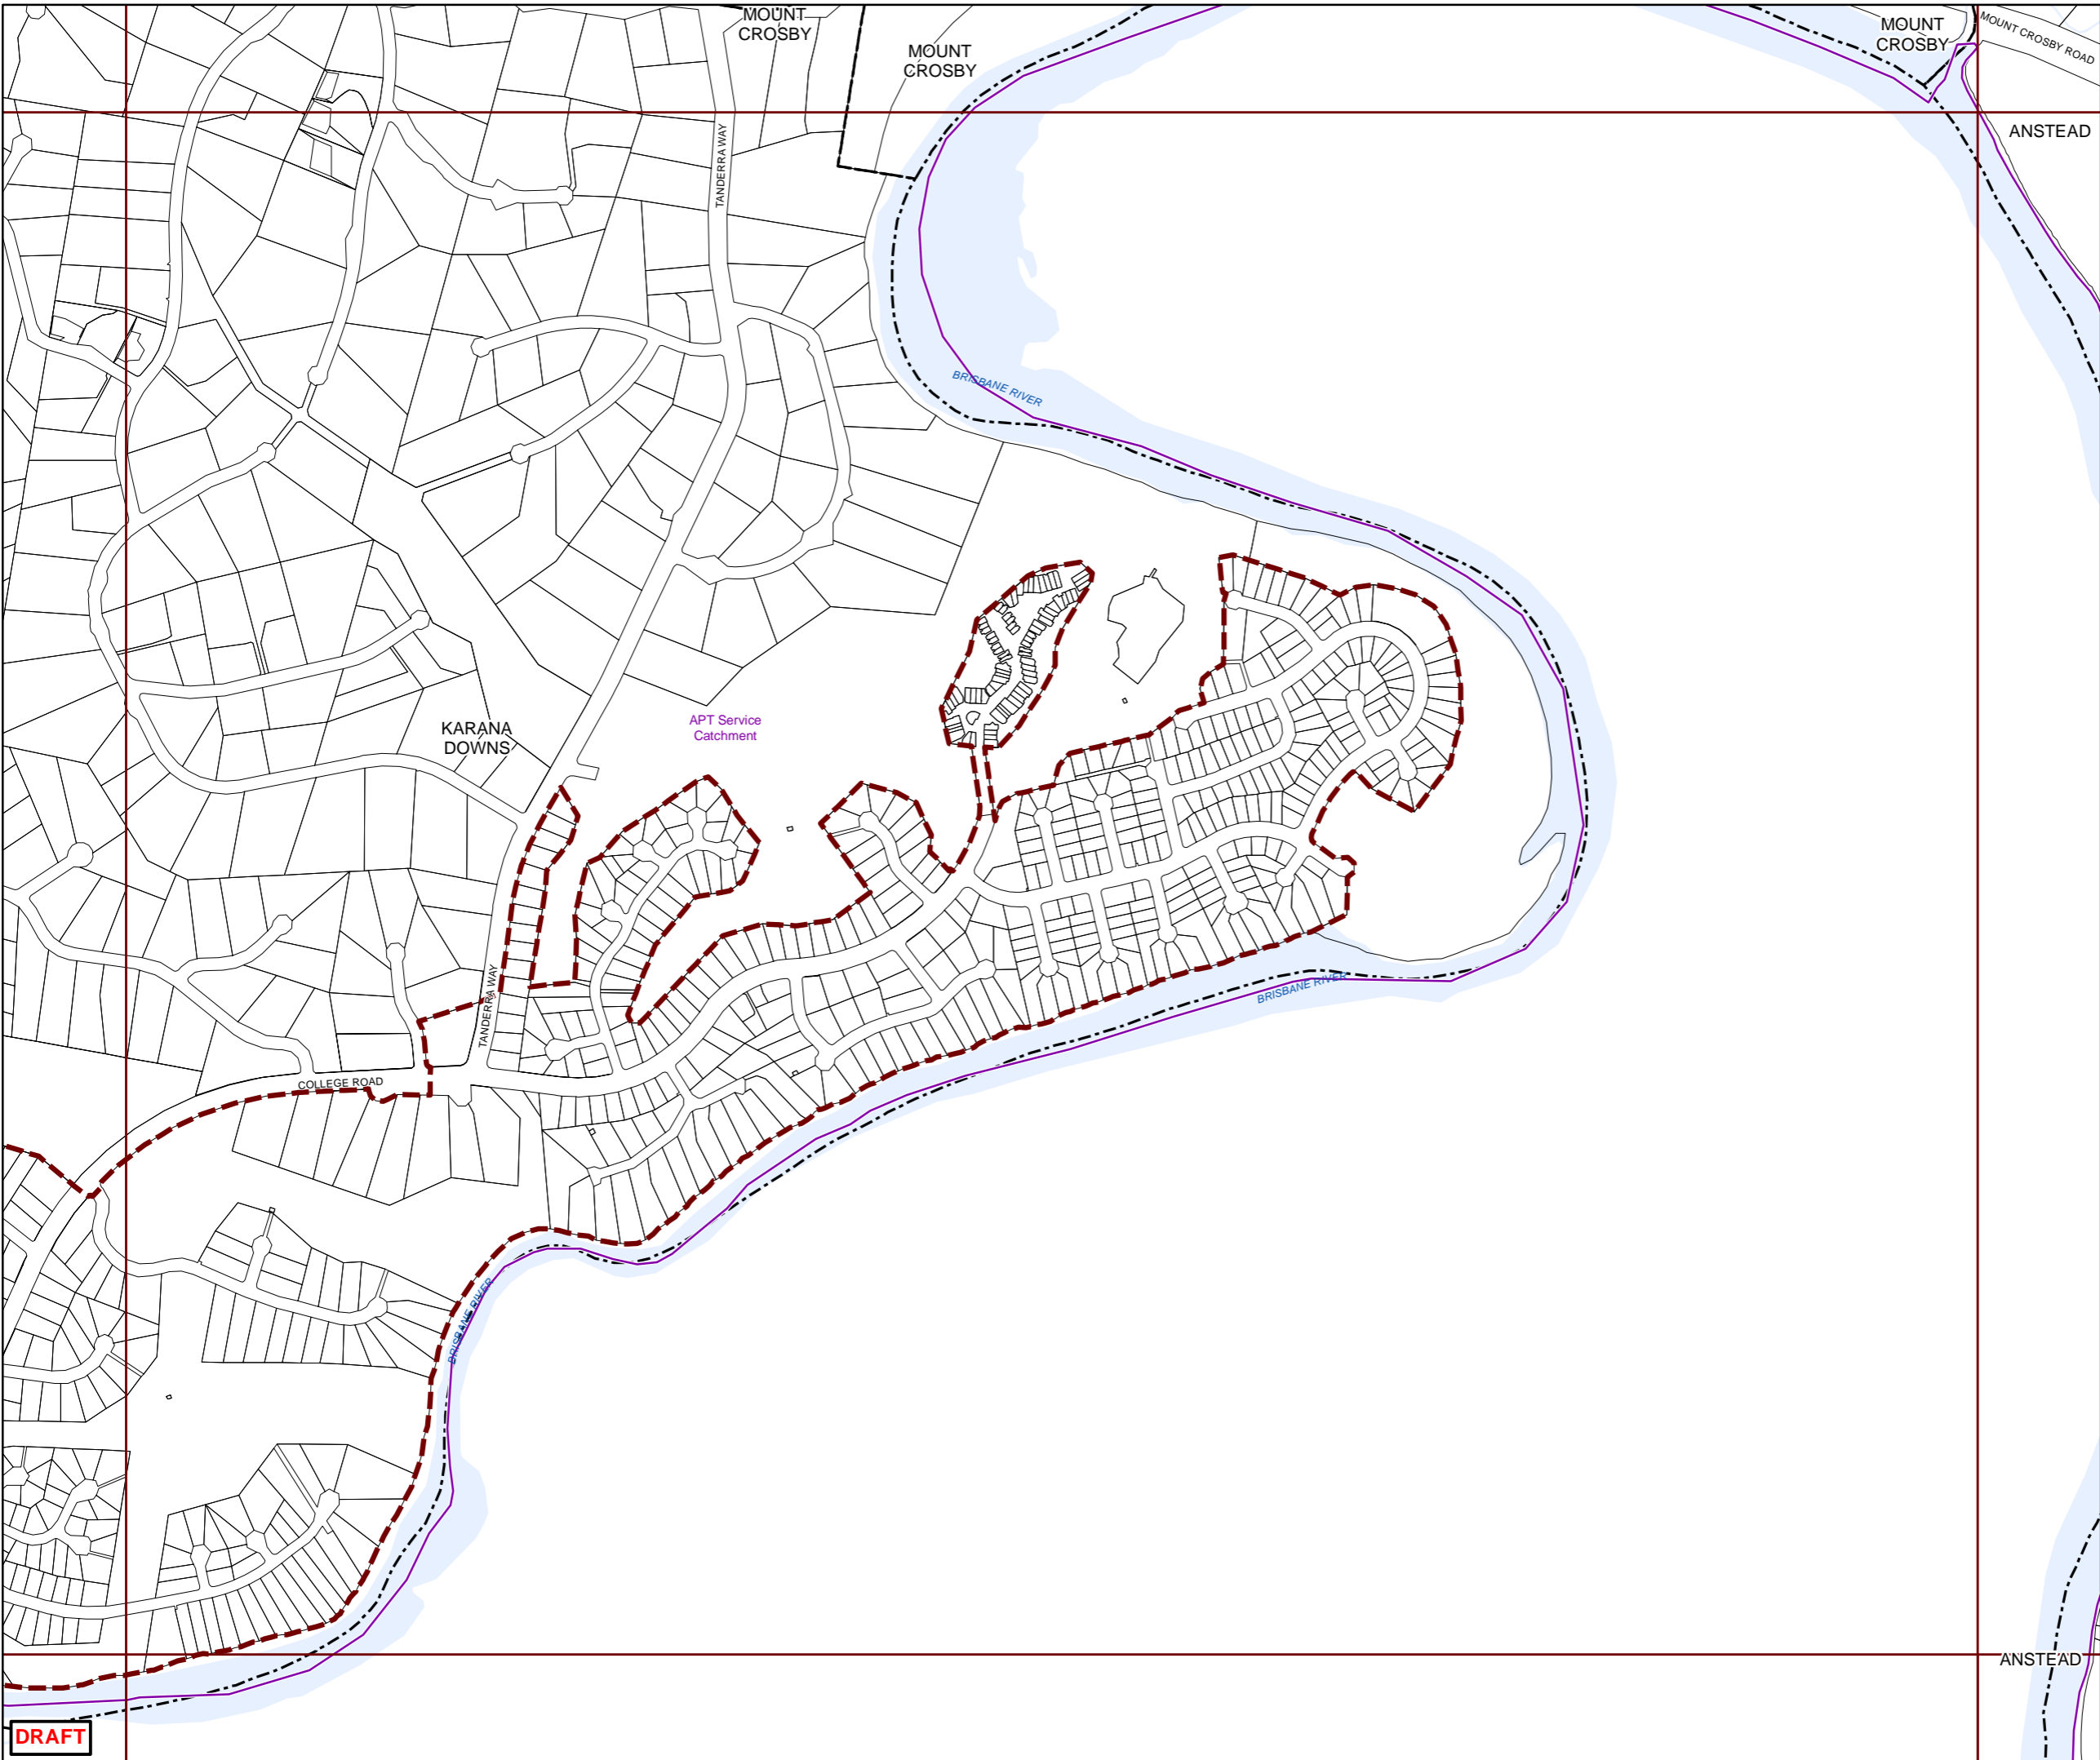 MOUNT
CROSBY
MOUNT
CROSBY
MOUNT
CROSBY
MOUNT CROSBY ROAD
ANSTEAD
TANDERRA WAY
BRISBANE RIVER
KARANA
DOWNS
APT Service
Catchment
TANDERRA WAY
BRISBANE RIVER
COLLEGE ROAD
BRISBANE RIVER
ANSTEAD
DRAFT